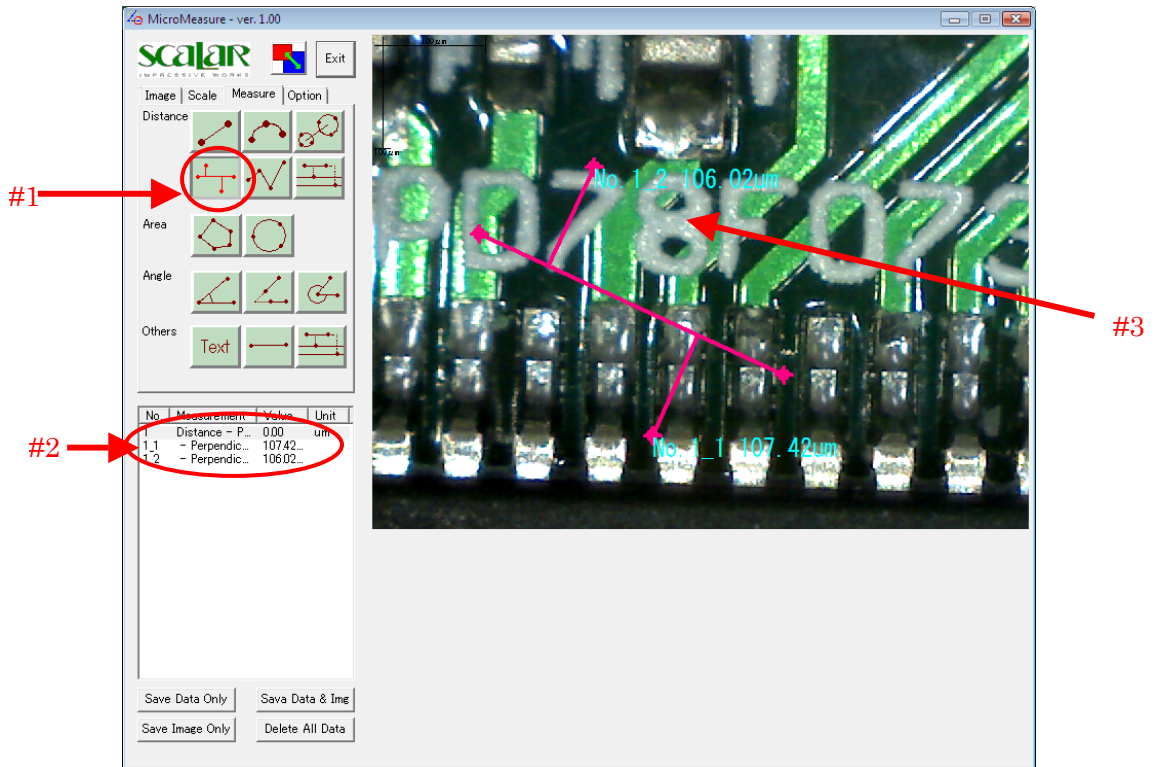 MicroMeasure - ver. 1.00
scalar
IMPRESSIVE WORKS
Exit
Image Scale Measure Option
Distance
Area
Angle
Others
Text
No. Measurement Value Unit
1 Distance - P... 0.00 um
1_1 - Perpendic... 107.42...
1_2 - Perpendic... 106.02...
Save Data Only Sava Data & Img
Save Image Only Delete All Data
100μm
100μm
No.1_2 106.02um
PD78F073
No.1_1 107.42um
#1
#2
#3